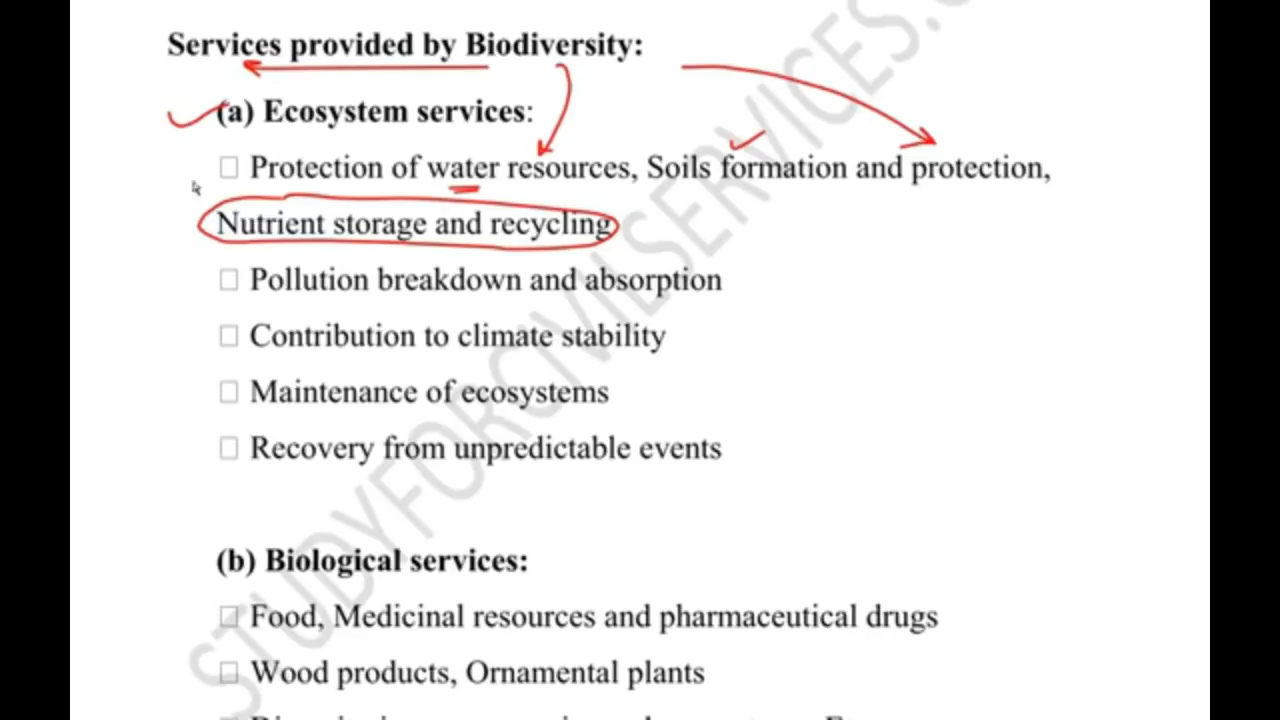 Services provided by Biodiversity:
(a) Ecosystem services:
□ Protection of water resources, Soils formation and protection,
Nutrient storage and recycling
□ Pollution breakdown and absorption
□ Contribution to climate stability
□ Maintenance of ecosystems
□ Recovery from unpredictable events
(b) Biological services:
□ Food, Medicinal resources and pharmaceutical drugs
□ Wood products, Ornamental plants
STUDYFORCIVILSERVICES.